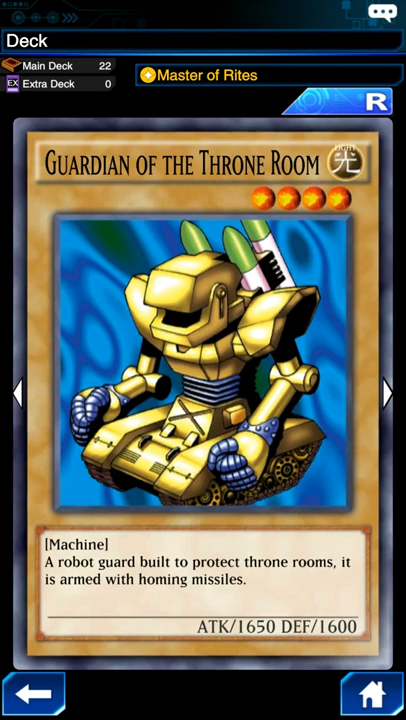 Deck
Main Deck 22
EX Extra Deck 0
Master of Rites
R
GUARDIAN OF THE THRONE ROOM
LIGHT
光
[Machine]
A robot guard built to protect throne rooms, it
is armed with homing missiles.
ATK/1650 DEF/1600